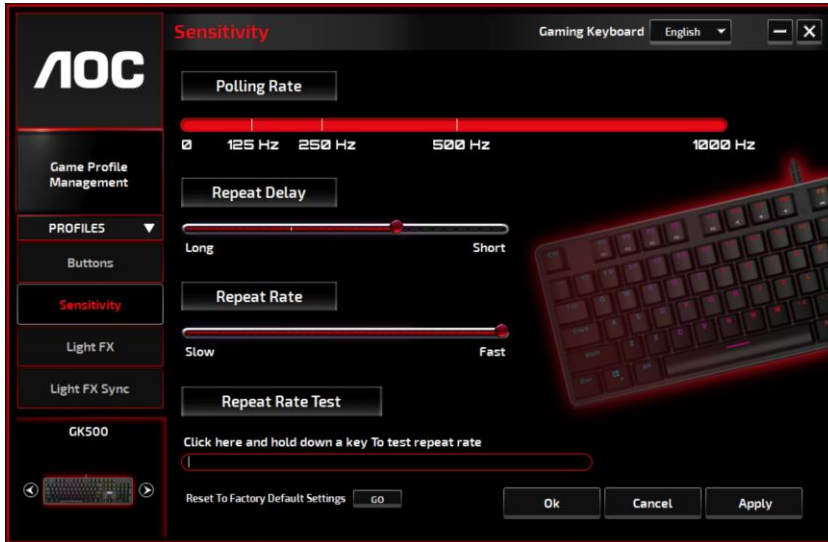 AOC
Sensitivity
Gaming Keyboard English
Polling Rate
0 125 Hz 250 Hz 500 Hz 1000 Hz
Game Profile
Management
PROFILE5
Buttons
Sensitivity
Light FX
Light FX Sync
GK500
Repeat Delay
Long Short
Repeat Rate
Slow Fast
Repeat Rate Test
Click here and hold down a key To test repeat rate
Reset To Factory Default Settings GO
Ok Cancel Apply